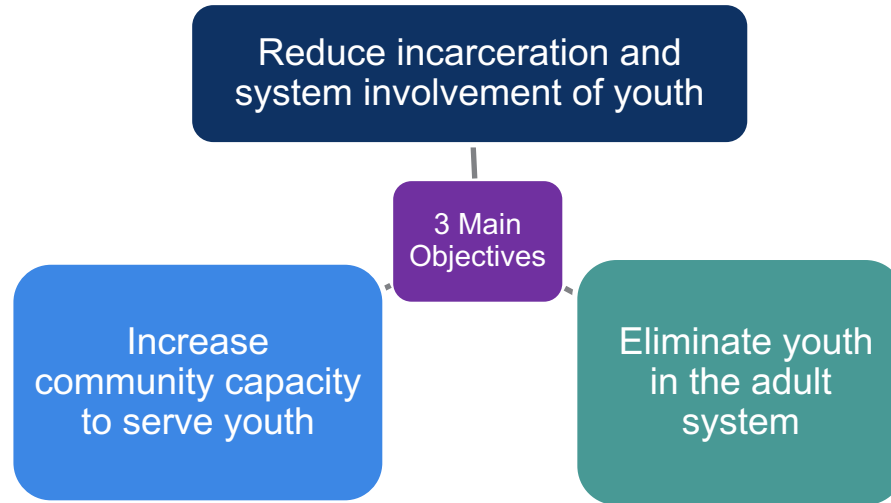 Reduce incarceration and
system involvement of youth
3 Main
Objectives
Increase
community capacity
to serve youth
Eliminate youth
in the adult
system